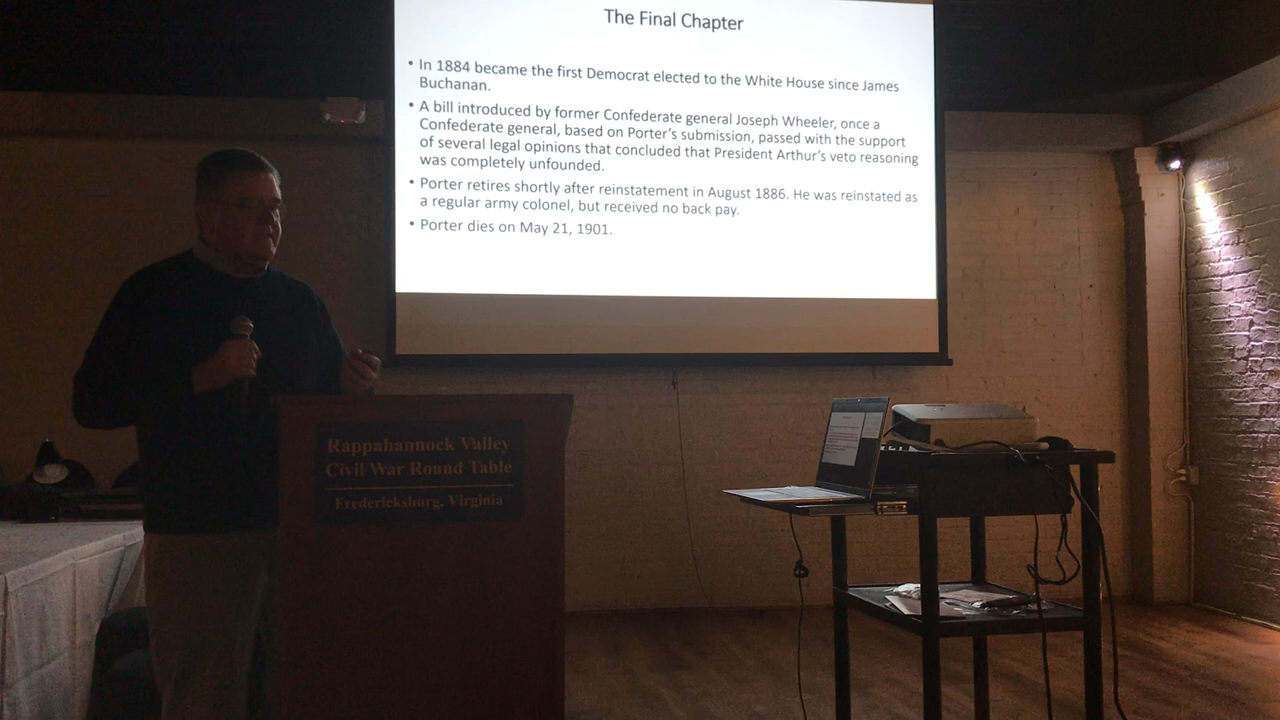 The Final Chapter
• In 1884 became the first Democrat elected to the White House since James
Buchanan.
• A bill introduced by former Confederate general Joseph Wheeler, once a
Confederate general, based on Porter's submission, passed with the support
of several legal opinions that concluded that President Arthur's veto reasoning
was completely unfounded.
• Porter retires shortly after reinstatement in August 1886. He was reinstated as
a regular army colonel, but received no back pay.
• Porter dies on May 21, 1901.
Rappahannock Valley
Civil War Round Table
Fredericksburg, Virginia